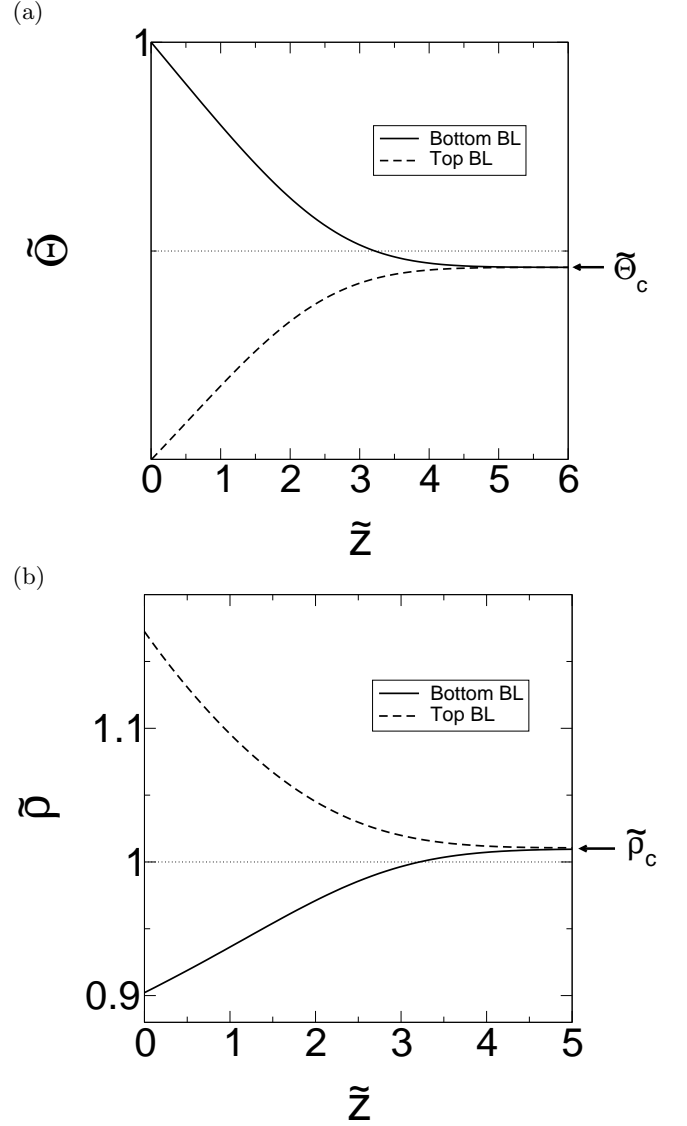 (a)
1
Bottom BL
Top BL
Θ̃
Θ̃c
0 1 2 3 4 5 6
z̃
(b)
Bottom BL
Top BL
1.1
ρ̃
1
ρ̃c
0.9
0 1 2 3 4 5
z̃